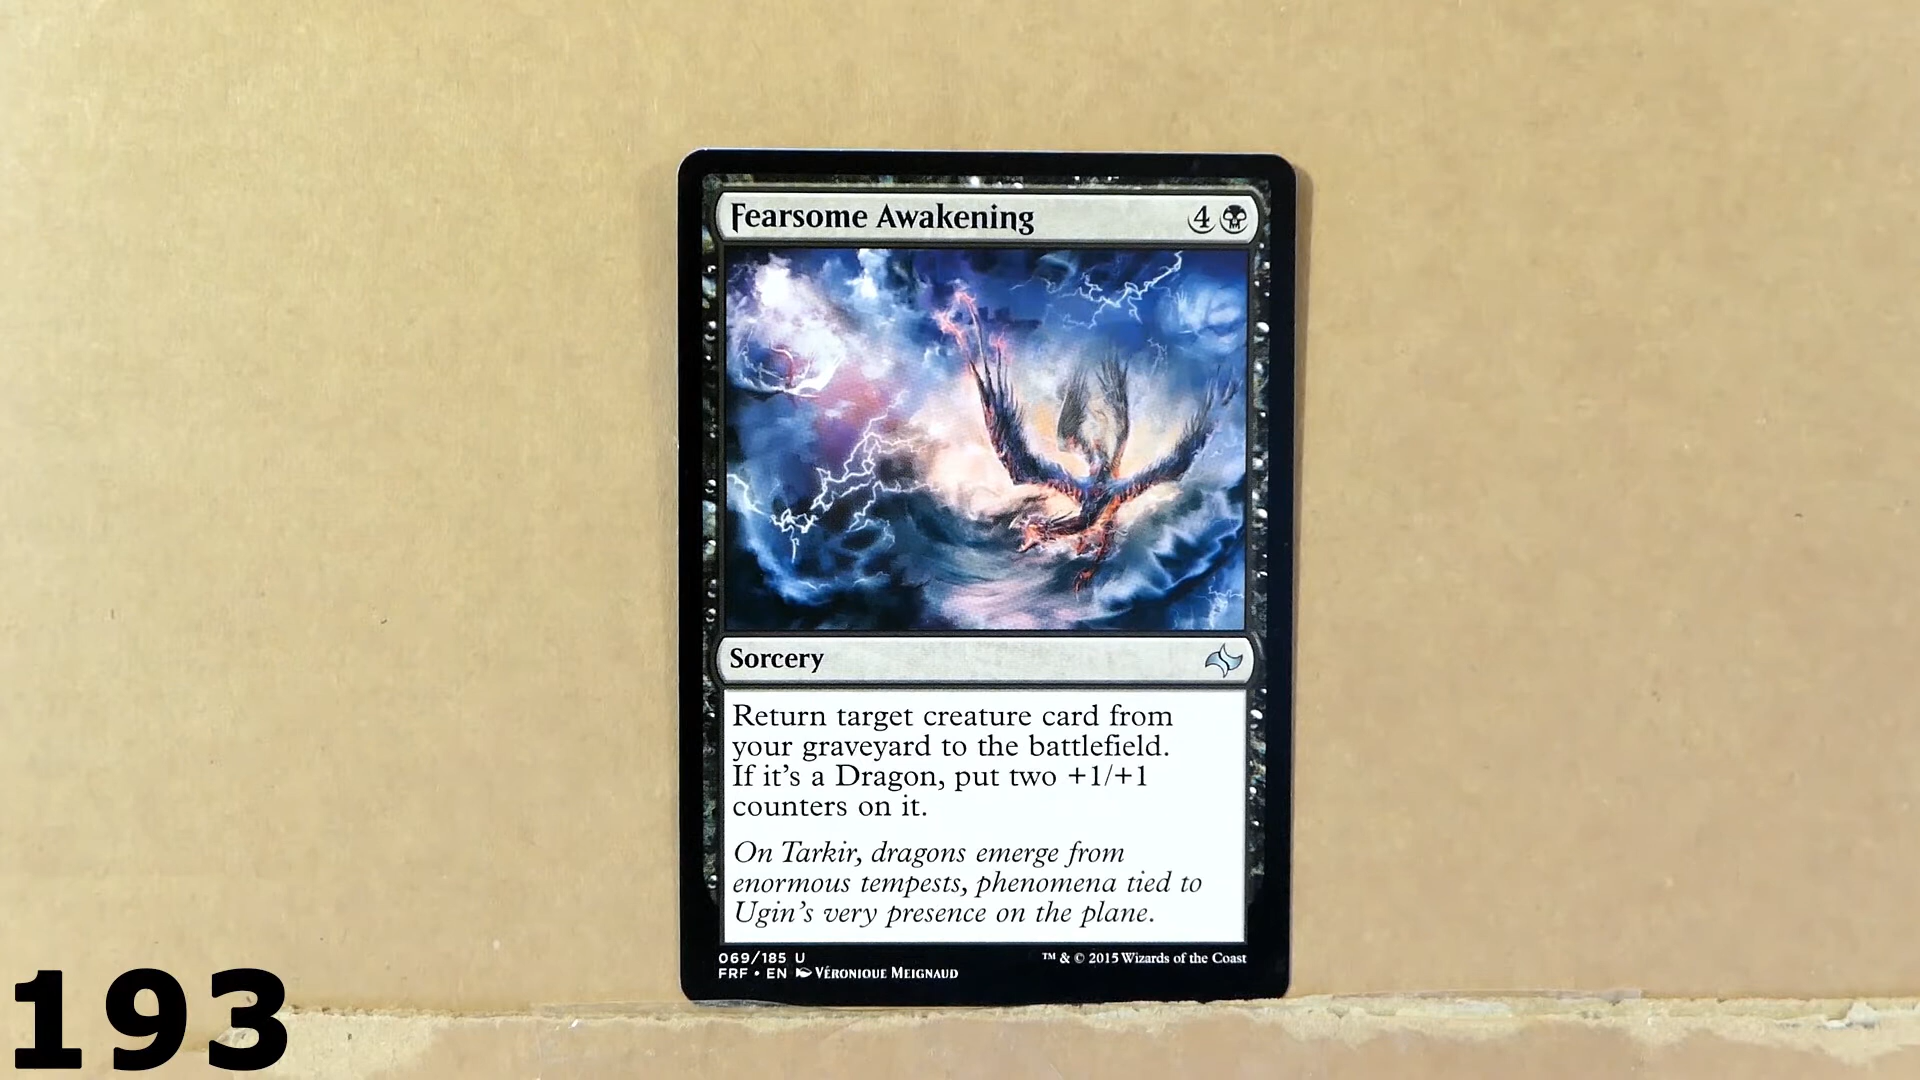 Fearsome Awakening 4
Sorcery
Return target creature card from
your graveyard to the battlefield.
If it's a Dragon, put two +1/+1
counters on it.
On Tarkir, dragons emerge from
enormous tempests, phenomena tied to
Ugin's very presence on the plane.
069/185 U ™ & © 2015 Wizards of the Coast
FRF • EN Véronique Meignaud
193